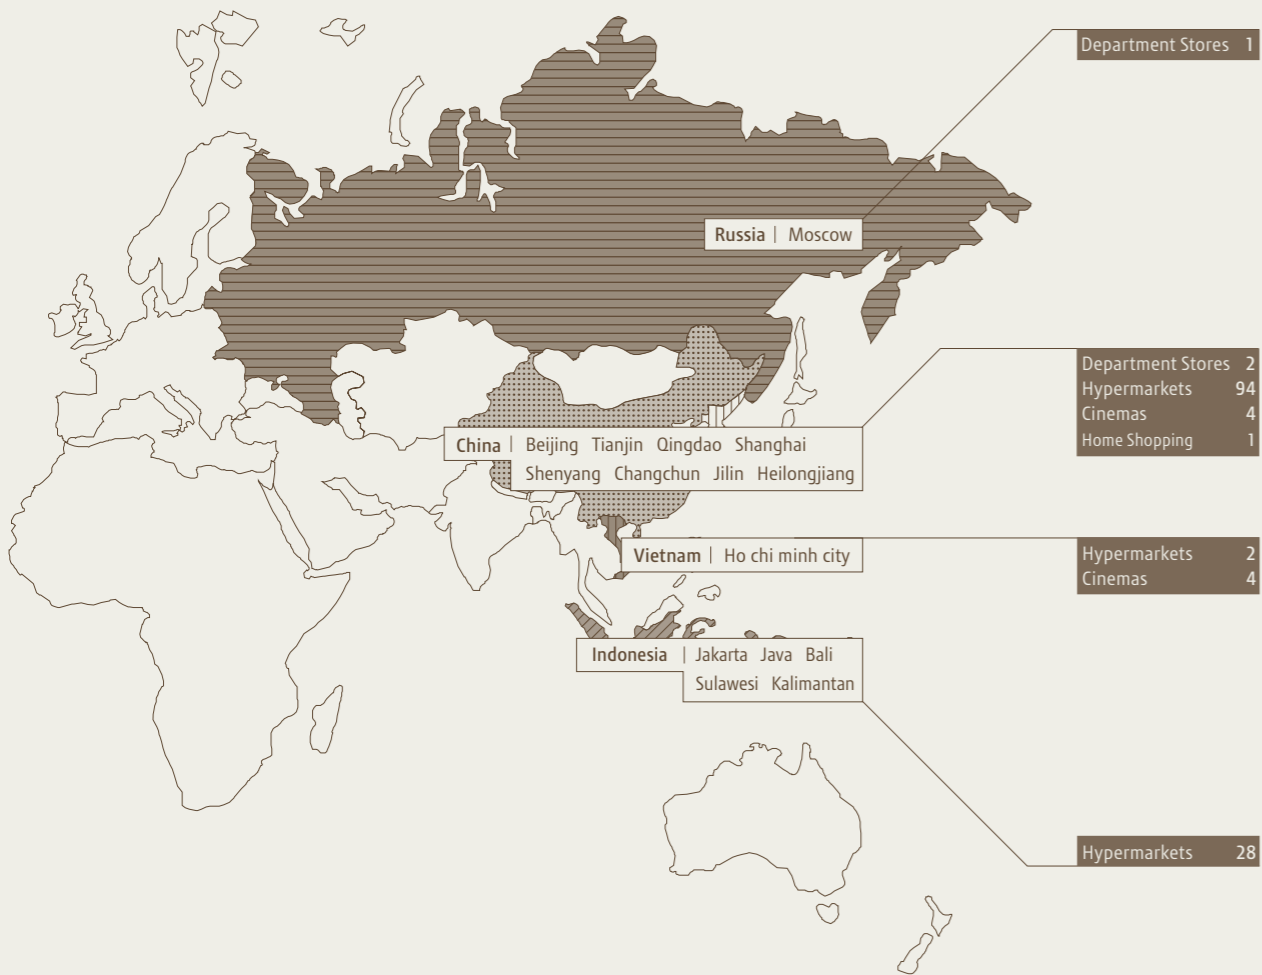 Department Stores 1
Russia | Moscow
Department Stores 2
Hypermarkets 94
Cinemas 4
Home Shopping 1
China | Beijing Tianjin Qingdao Shanghai
Shenyang Changchun Jilin Heilongjiang
Vietnam | Ho chi minh city
Hypermarkets 2
Cinemas 4
Indonesia | Jakarta Java Bali
Sulawesi Kalimantan
Hypermarkets 28